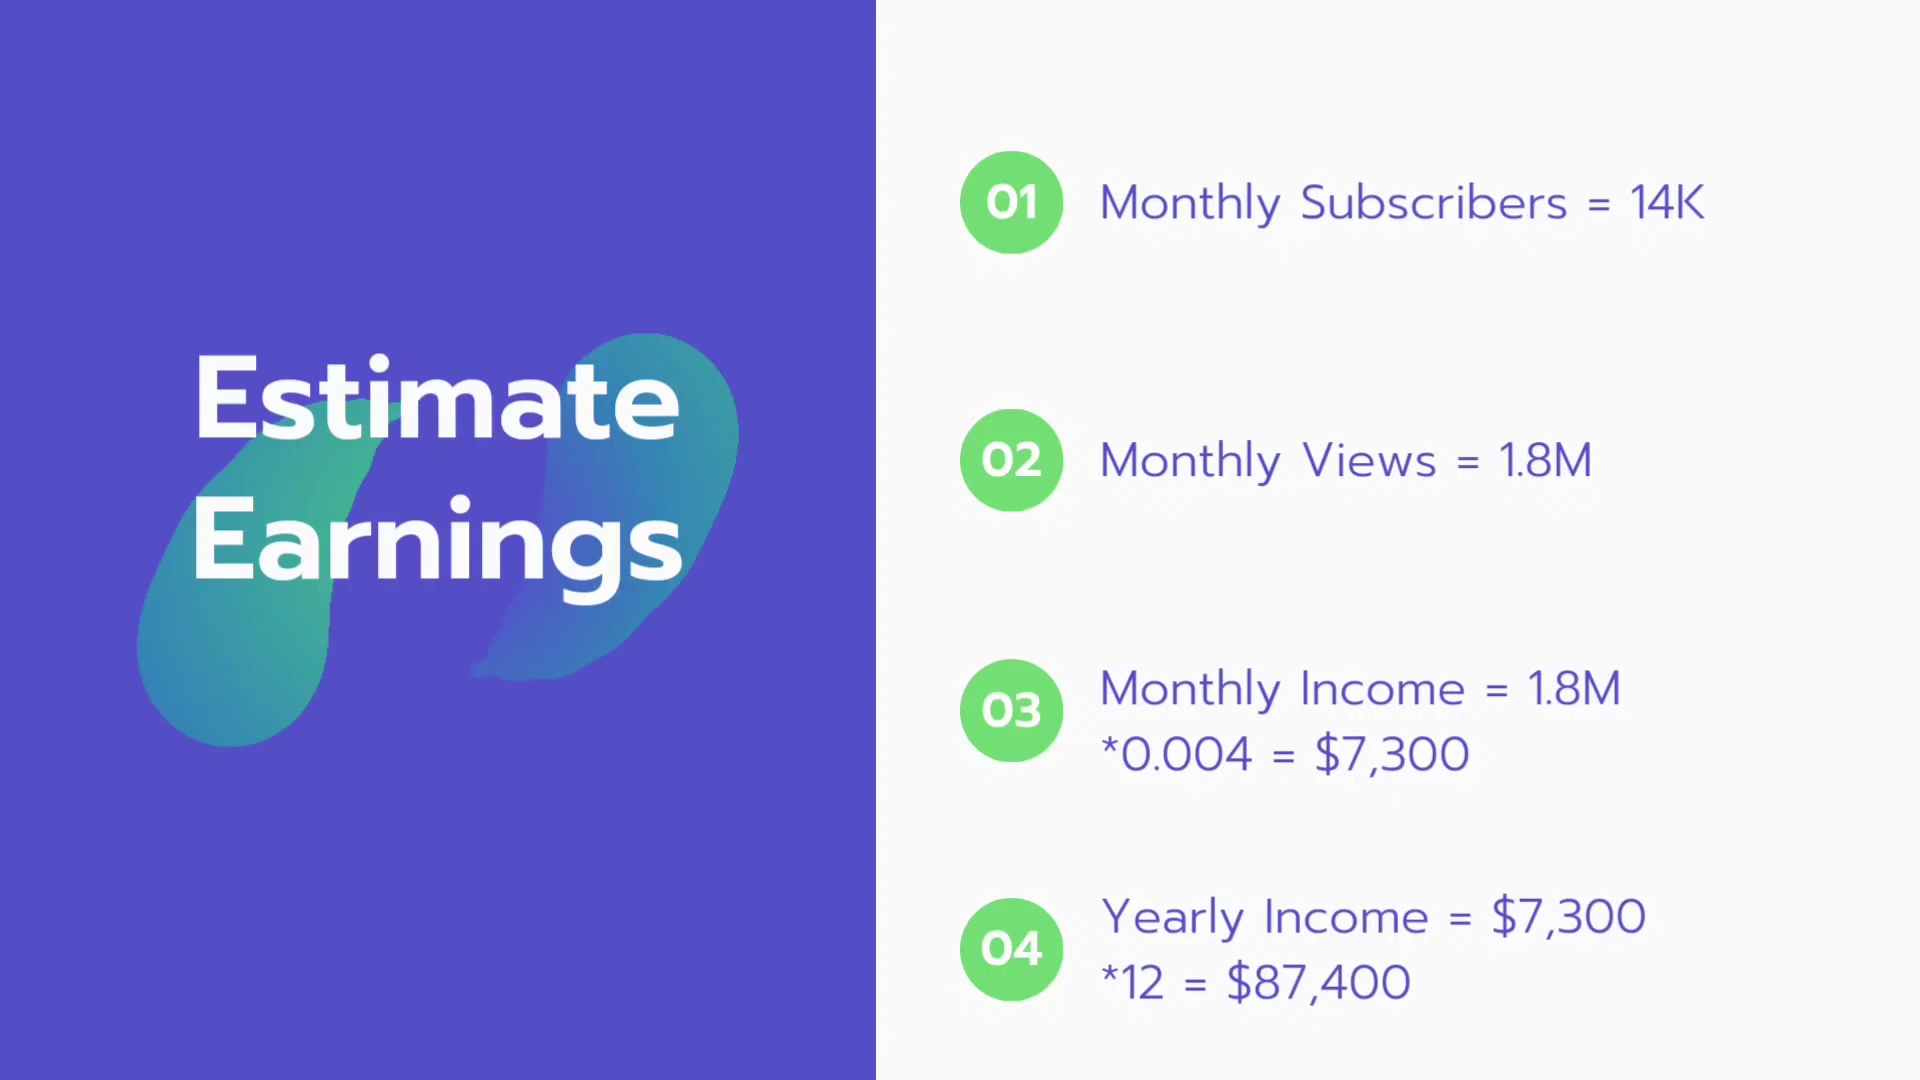 Estimate
Earnings
01
Monthly Subscribers = 14K
02
Monthly Views = 1.8M
03
Monthly Income = 1.8M
*0.004 = $7,300
04
Yearly Income = $7,300
*12 = $87,400